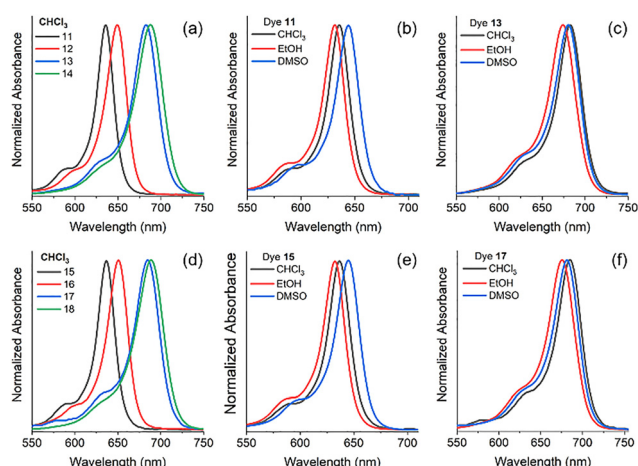 CHCl₃
11
12
13
14
(a)
Normalized Absorbance
550 600 650 700 750
Wavelength (nm)
Dye 11
CHCl₃
EtOH
DMSO
(b)
Normalized Absorbance
550 600 650 700
Wavelength (nm)
Dye 13
CHCl₃
EtOH
DMSO
(c)
Normalized Absorbance
550 600 650 700 750
Wavelength (nm)
CHCl₃
15
16
17
18
(d)
Normalized Absorbance
550 600 650 700 750
Wavelength (nm)
Dye 15
CHCl₃
EtOH
DMSO
(e)
Normalized Absorbance
550 600 650 700
Wavelength (nm)
Dye 17
CHCl₃
EtOH
DMSO
(f)
Normalized Absorbance
550 600 650 700 750
Wavelength (nm)